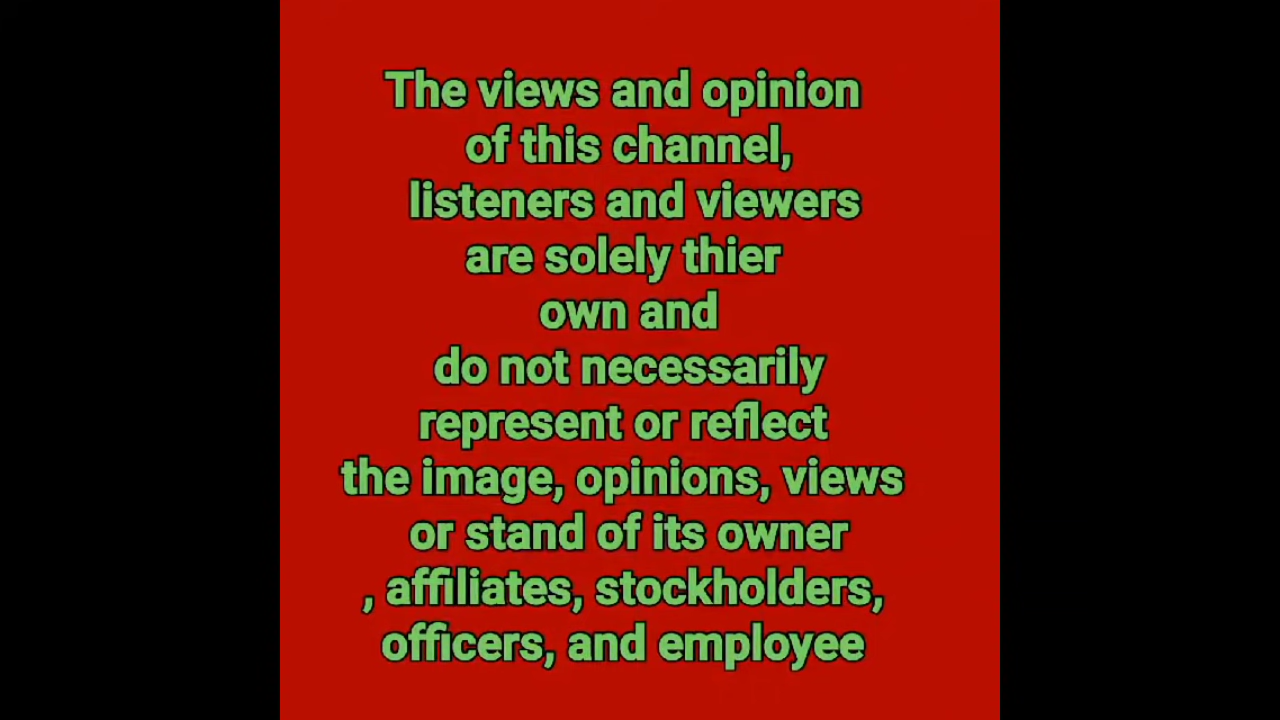 The views and opinion
of this channel,
listeners and viewers
are solely thier
own and
do not necessarily
represent or reflect
the image, opinions, views
or stand of its owner
, affiliates, stockholders,
officers, and employee